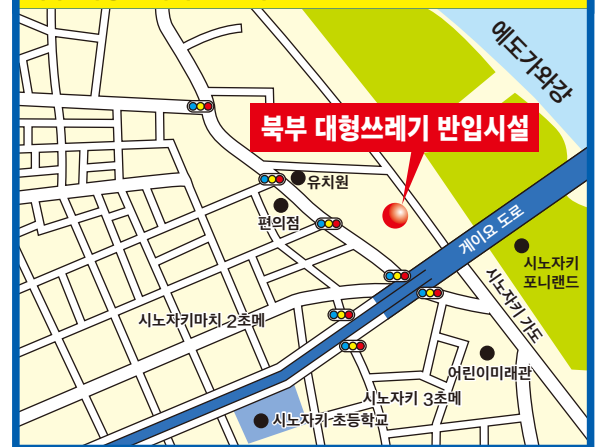 에도가와강
북부 대형쓰레기 반입시설
유치원
편의점
게이요 도로
시노자키
포니랜드
시노자키 가도
시노자키마치 2초메
어린이미래관
시노자키 3초메
시노자키 초등학교